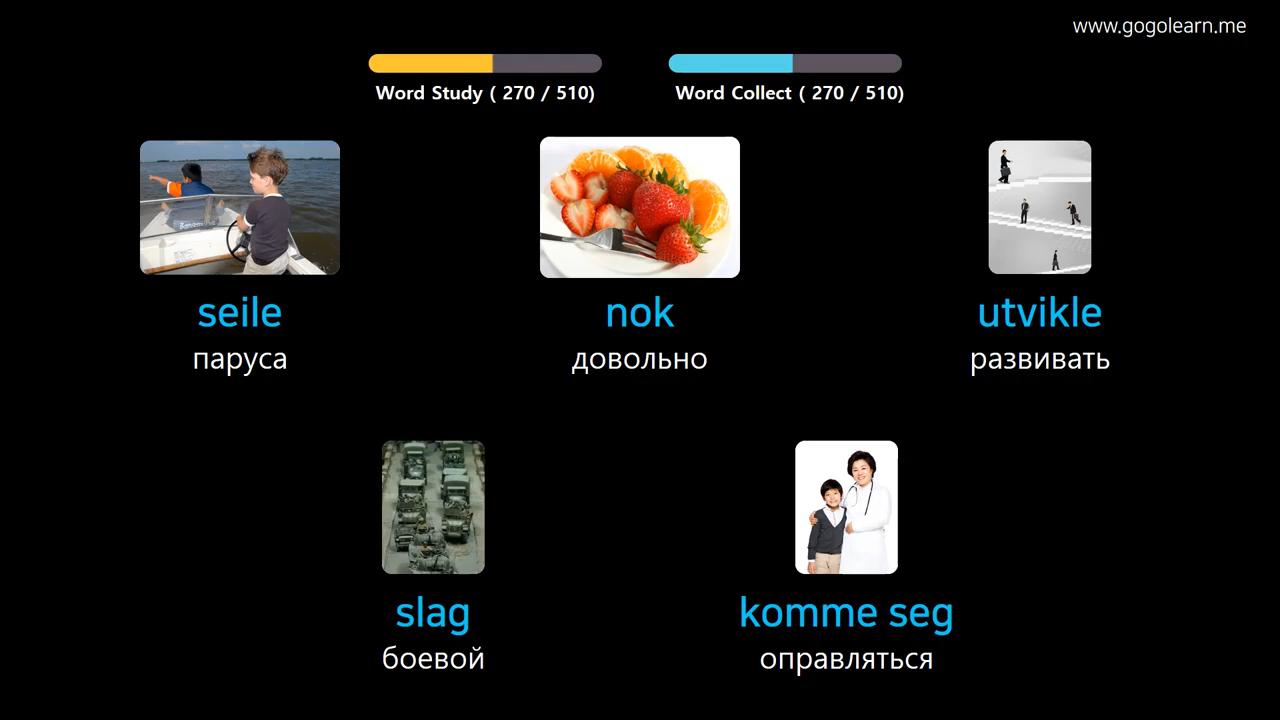 www.gogolearn.me
Word Study ( 270 / 510)
Word Collect ( 270 / 510)
seile
паруса
nok
довольно
utvikle
развивать
slag
боевой
komme seg
оправляться